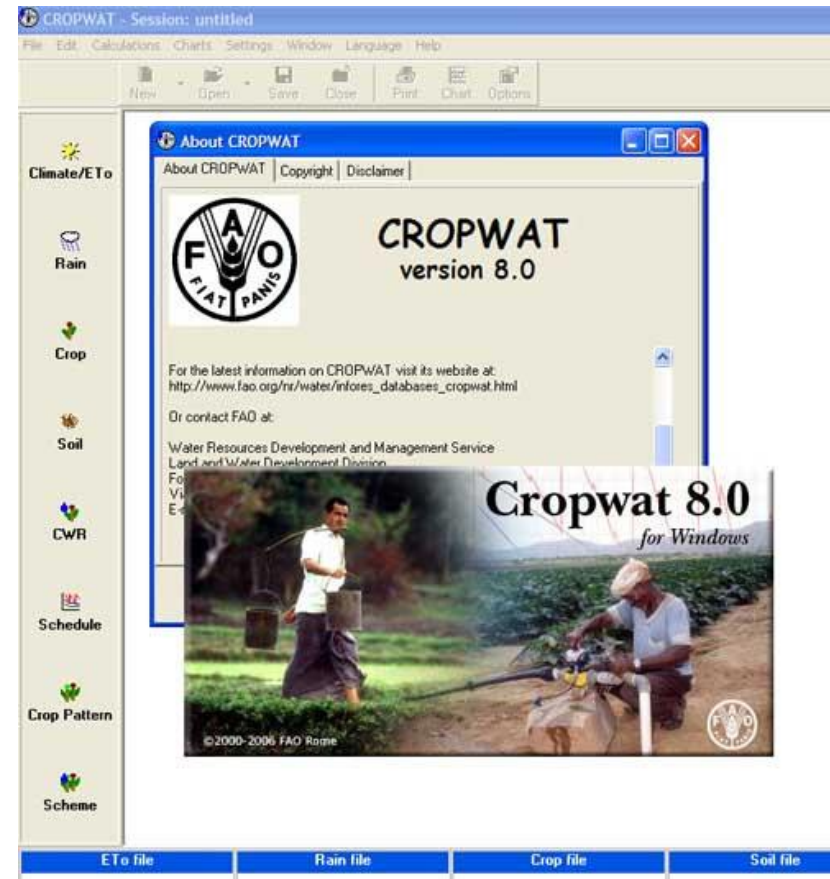 CROPWAT - Session: untitled
File Edit Calculations Charts Settings Window Language Help
New Open Save Close Print Chart Options
Climate/ETo
Rain
Crop
Soil
CWR
Schedule
Crop Pattern
Scheme
About CROPWAT
About CROPWAT Copyright Disclaimer
F A O
FIAT PANIS
CROPWAT
version 8.0
For the latest information on CROPWAT visit its website at:
http://www.fao.org/nr/water/infores_databases_cropwat.html
Or contact FAO at:
Water Resources Development and Management Service
Land and Water Development Division
Cropwat 8.0
for Windows
©2000-2006 FAO Rome
ETo file Rain file Crop file Soil file